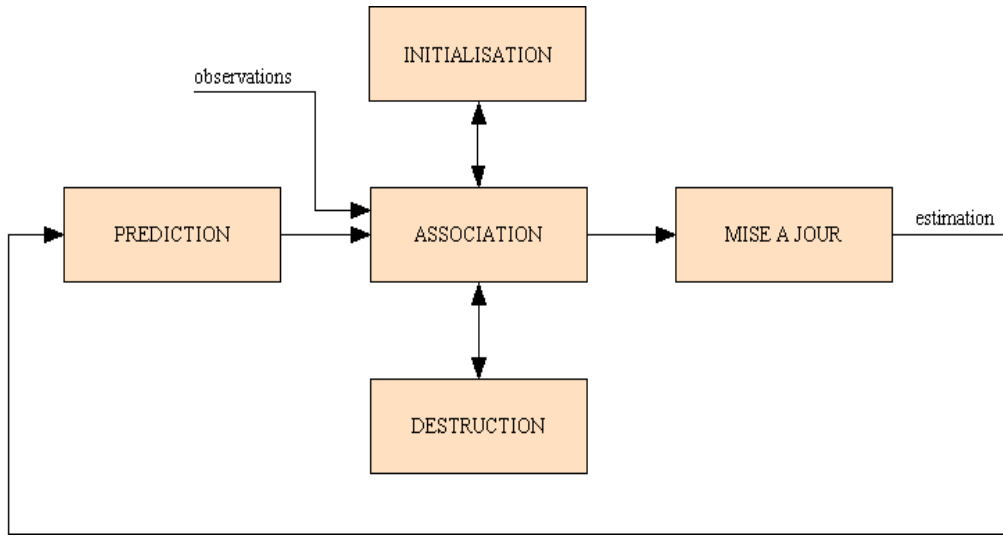 INITIALISATION
observations
PREDICTION
ASSOCIATION
MISE A JOUR
estimation
DESTRUCTION